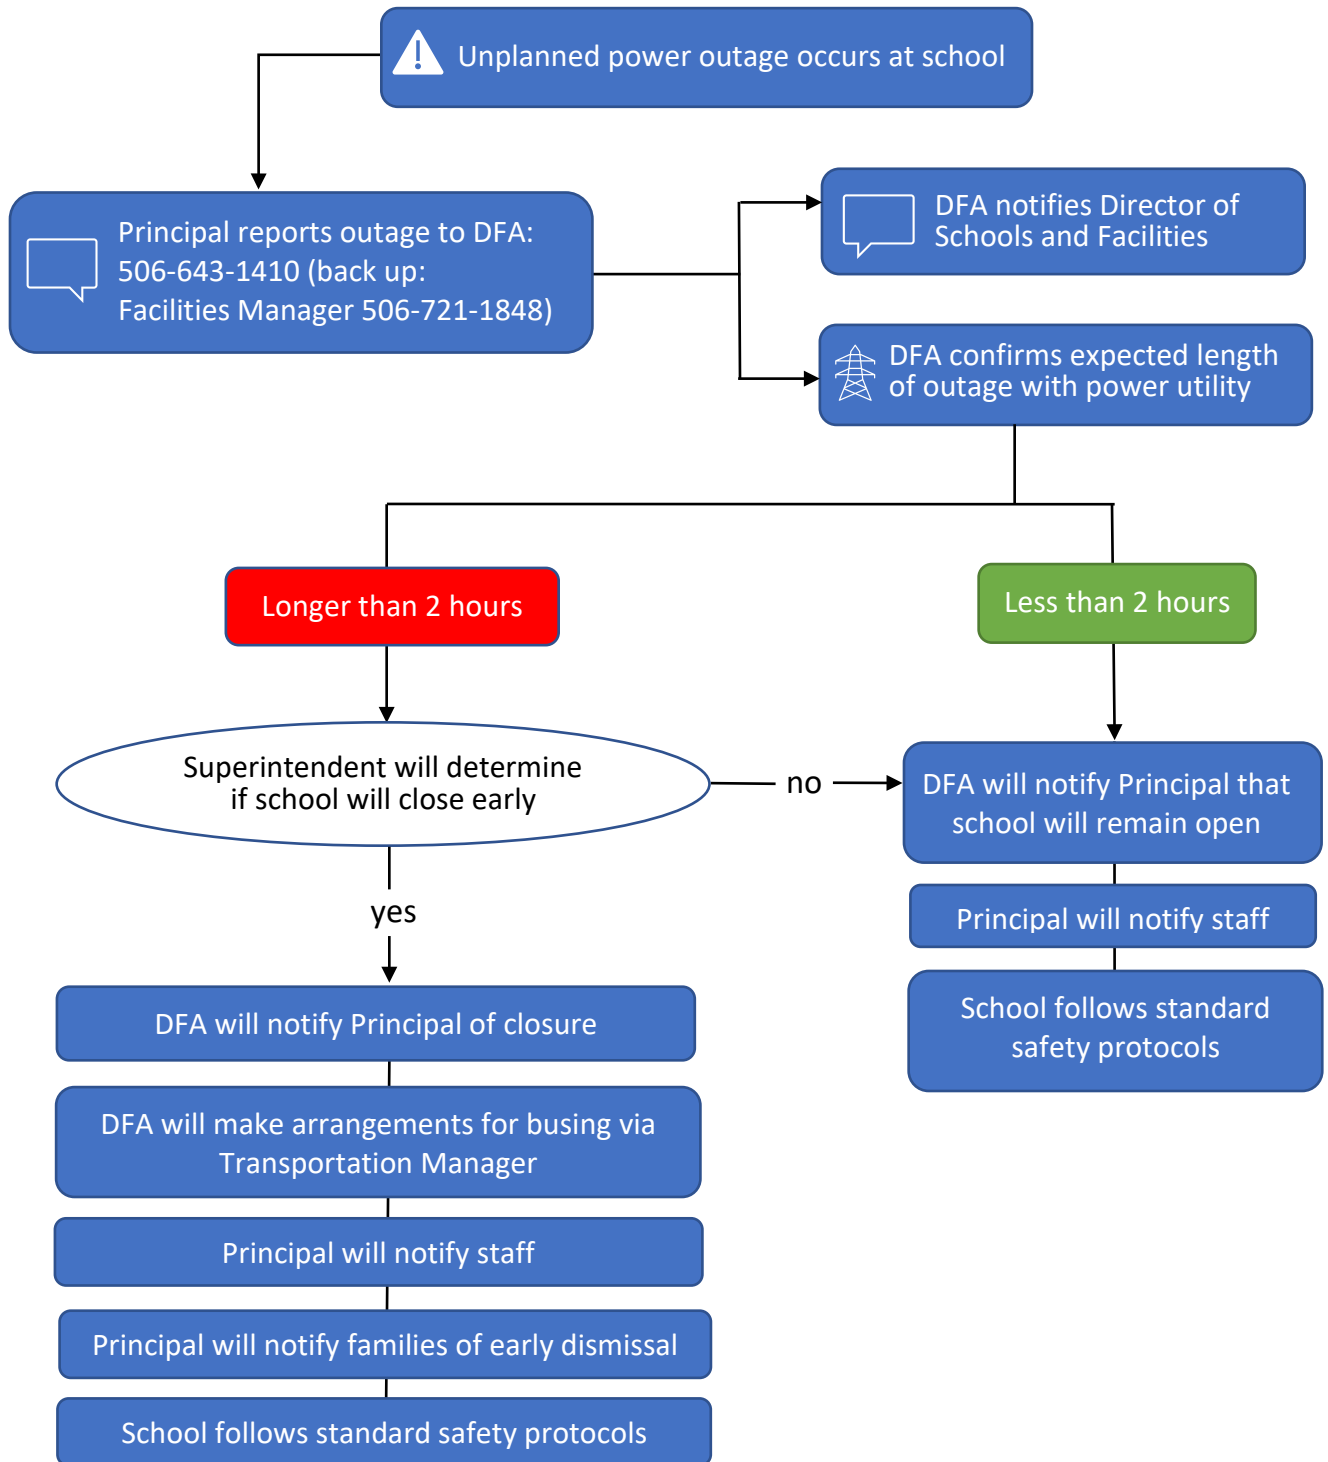 Unplanned power outage occurs at school
Principal reports outage to DFA:
506-643-1410 (back up:
Facilities Manager 506-721-1848)
DFA notifies Director of
Schools and Facilities
DFA confirms expected length
of outage with power utility
Longer than 2 hours
Less than 2 hours
Superintendent will determine
if school will close early
no
DFA will notify Principal that
school will remain open
Principal will notify staff
School follows standard
safety protocols
yes
DFA will notify Principal of closure
DFA will make arrangements for busing via
Transportation Manager
Principal will notify staff
Principal will notify families of early dismissal
School follows standard safety protocols